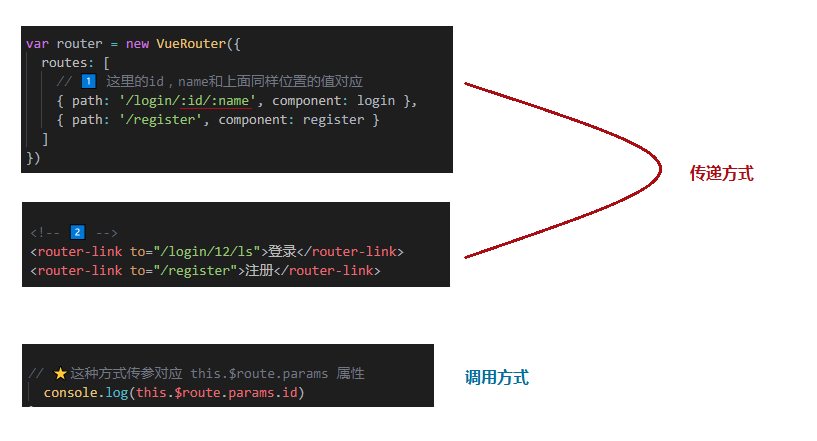 var router = new VueRouter({
routes: [
// 1 这里的id，name和上面同样位置的值对应
{ path: '/login/:id/:name', component: login },
{ path: '/register', component: register }
]
})
传递方式
<!-- 2 -->
<router-link to="/login/12/ls">登录</router-link>
<router-link to="/register">注册</router-link>
// ⭐这种方式传参对应 this.$route.params 属性
console.log(this.$route.params.id)
调用方式